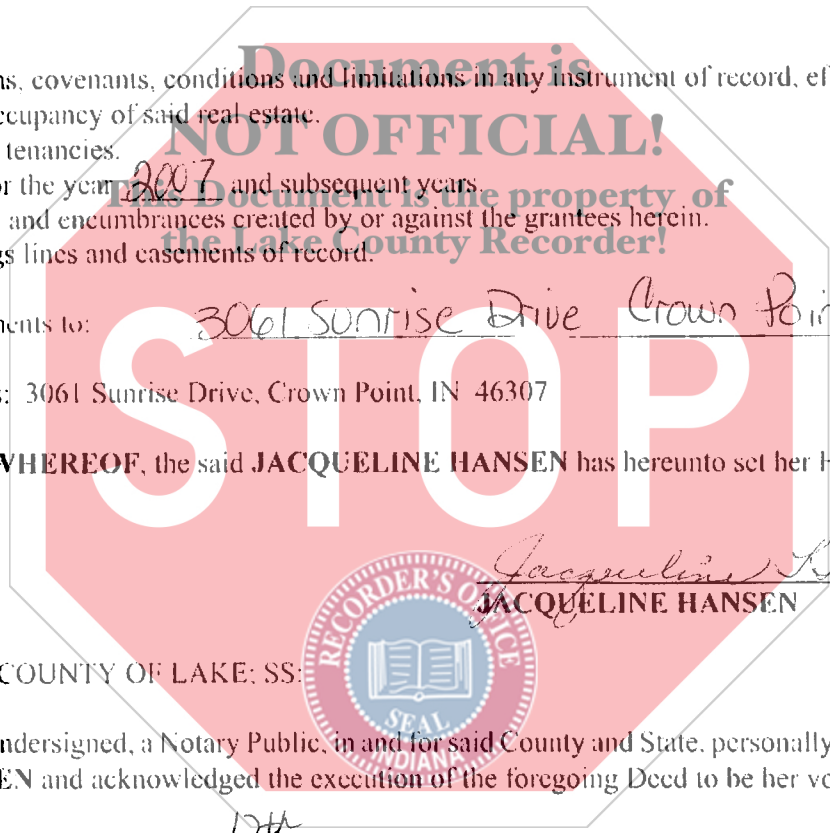 Document is
ns, covenants, conditions and limitations in any instrument of record, ef
ccupancy of said real estate.
NOT OFFICIAL!
tenancies.
or the year 2007 and subsequent years.
This Document is the property of
and encumbrances created by or against the grantees herein.
the Lake County Recorder!
gs lines and easements of record.
nents to: 3061 Sunrise Drive Crown Poin
s: 3061 Sunrise Drive, Crown Point, IN 46307
STOP
WHEREOF, the said JACQUELINE HANSEN has hereunto set her H
Jacqueline
JACQUELINE HANSEN
RECORDER'S OFFICE
SEAL
INDIANA
COUNTY OF LAKE; SS:
ndersigned, a Notary Public, in and for said County and State, personally
EN and acknowledged the execution of the foregoing Deed to be her vo